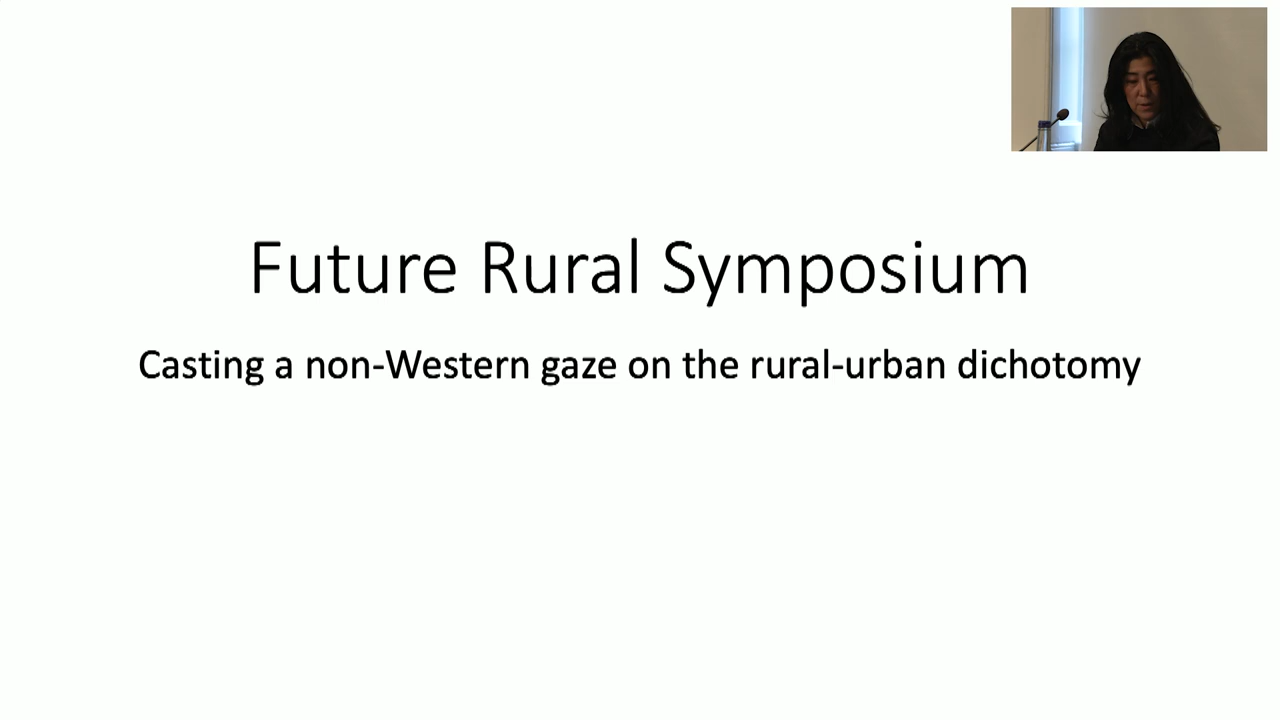 Future Rural Symposium
Casting a non-Western gaze on the rural-urban dichotomy